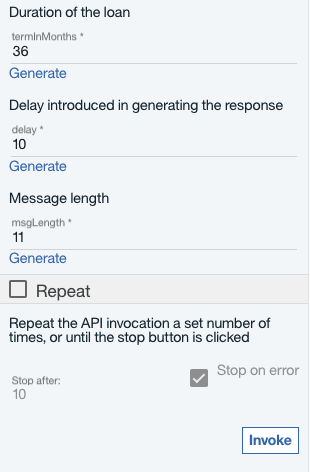 Duration of the loan
termInMonths *
36
Generate
Delay introduced in generating the response
delay *
10
Generate
Message length
msgLength *
11
Generate
Repeat
Repeat the API invocation a set number of
times, or until the stop button is clicked
Stop after:
10
Stop on error
Invoke